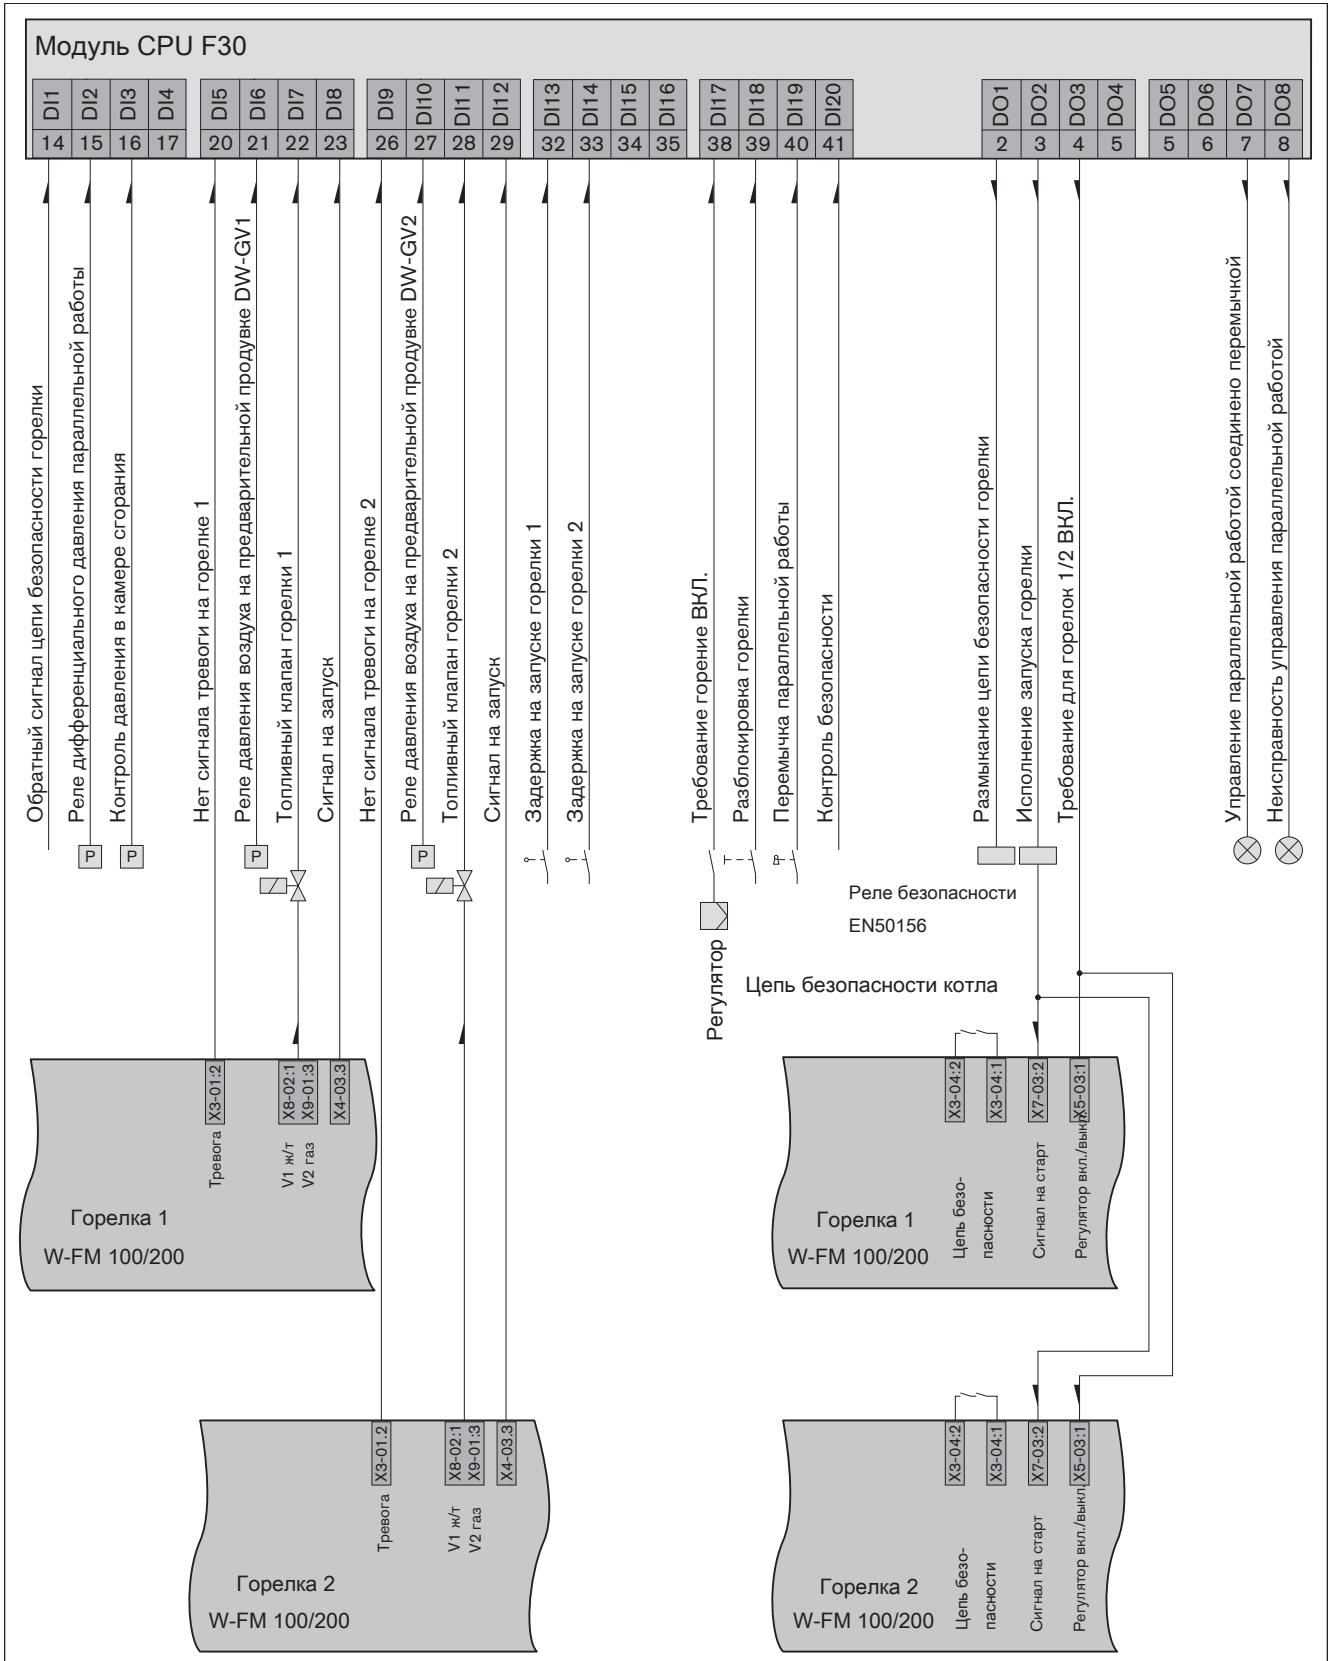 Модуль CPU F30
DI1 DI2 DI3 DI4 DI5 DI6 DI7 DI8 DI9 DI10 DI11 DI12 DI13 DI14 DI15 DI16 DI17 DI18 DI19 DI20 DO1 DO2 DO3 DO4 DO5 DO6 DO7 DO8
14 15 16 17 20 21 22 23 26 27 28 29 32 33 34 35 38 39 40 41 2 3 4 5 5 6 7 8
Обратный сигнал цепи безопасности горелки
Реле дифференциального давления параллельной работы
Контроль давления в камере сгорания
Нет сигнала тревоги на горелке 1
Реле давления воздуха на предварительной продувке DW-GV1
Топливный клапан горелки 1
Сигнал на запуск
Нет сигнала тревоги на горелке 2
Реле давления воздуха на предварительной продувке DW-GV2
Топливный клапан горелки 2
Сигнал на запуск
Задержка на запуске горелки 1
Задержка на запуске горелки 2
Требование горение ВКЛ.
Разблокировка горелки
Перемычка параллельной работы
Контроль безопасности
Размыкание цепи безопасности горелки
Исполнение запуска горелки
Требование для горелок 1/2 ВКЛ.
Управление параллельной работой соединено перемычкой
Неисправность управления параллельной работой
P P P P
Реле безопасности
EN50156
Регулятор
Цепь безопасности котла
X3-01:2
X8-02:1
X9-01:3
X4-03.3
Тревога
V1 ж/т
V2 газ
Горелка 1
W-FM 100/200
X3-04:2
X3-04:1
X7-03:2
X5-03:1
Цепь безо-
пасности
Сигнал на старт
Регулятор вкл./выкл.
Горелка 1
W-FM 100/200
X3-01.2
X8-02:1
X9-01:3
X4-03.3
Тревога
V1 ж/т
V2 газ
Горелка 2
W-FM 100/200
X3-04:2
X3-04:1
X7-03:2
X5-03:1
Цепь безо-
пасности
Сигнал на старт
Регулятор вкл./выкл.
Горелка 2
W-FM 100/200